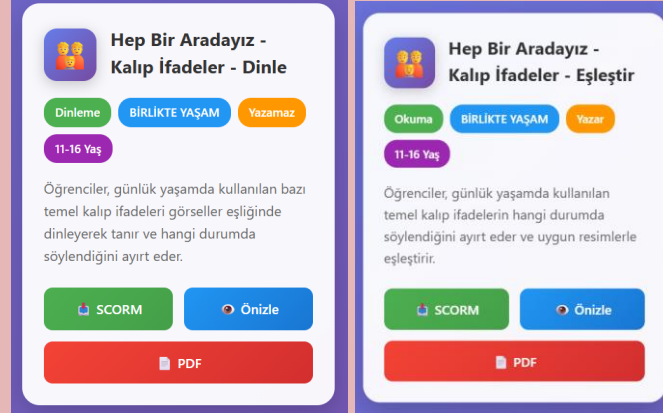 Hep Bir Aradayız -
Kalıp İfadeler - Dinle
Dinleme
BİRLİKTE YAŞAM
Yazamaz
11-16 Yaş
Öğrenciler, günlük yaşamda kullanılan bazı
temel kalıp ifadeleri görseller eşliğinde
dinleyerek tanır ve hangi durumda
söylendiğini ayırt eder.
SCORM
Önizle
PDF
Hep Bir Aradayız -
Kalıp İfadeler - Eşleştir
Okuma
BİRLİKTE YAŞAM
Yazar
11-16 Yaş
Öğrenciler, günlük yaşamda kullanılan
temel kalıp ifadelerin hangi durumda
söylendiğini ayırt eder ve uygun resimlerle
eşleştirir.
SCORM
Önizle
PDF